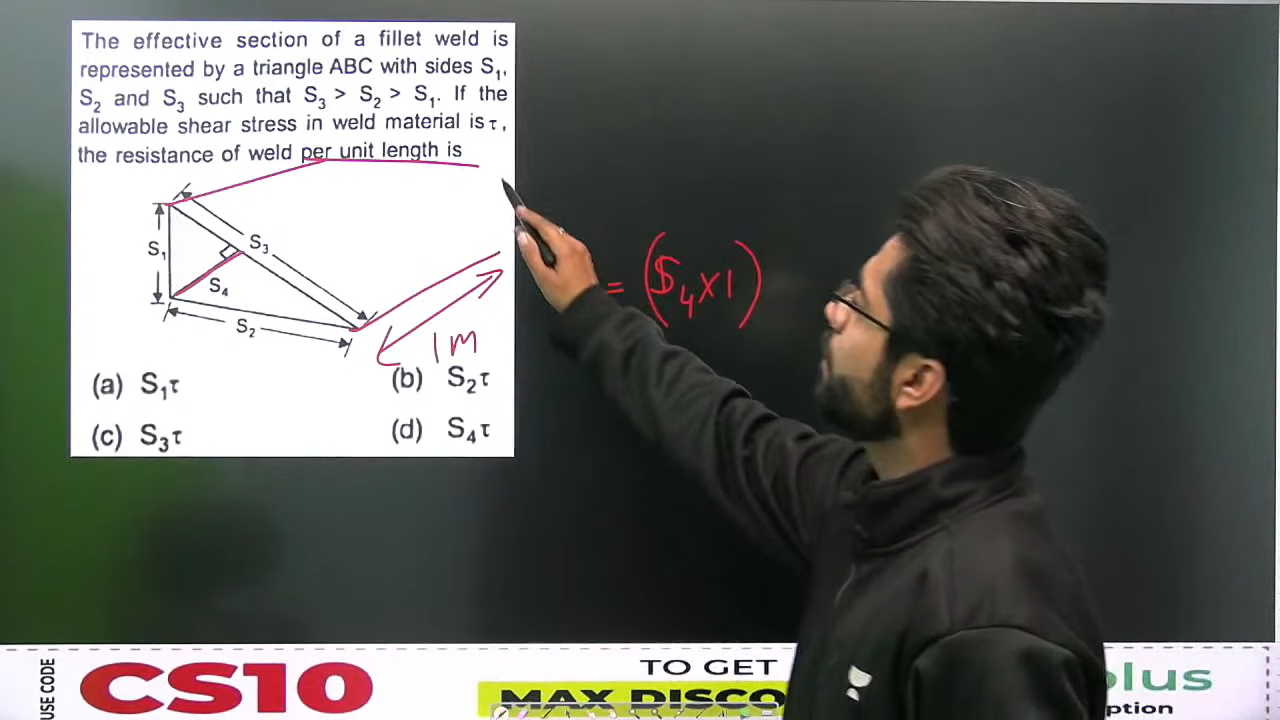 The effective section of a fillet weld is
represented by a triangle ABC with sides S₁,
S₂ and S₃ such that S₃ > S₂ > S₁. If the
allowable shear stress in weld material is τ,
the resistance of weld per unit length is
S₁
S₃
S₄
S₂
1M
= (S₄×1)
(a) S₁τ (b) S₂τ
(c) S₃τ (d) S₄τ
USE CODE
CS10
TO GET
MAX DISCO
plus
ption